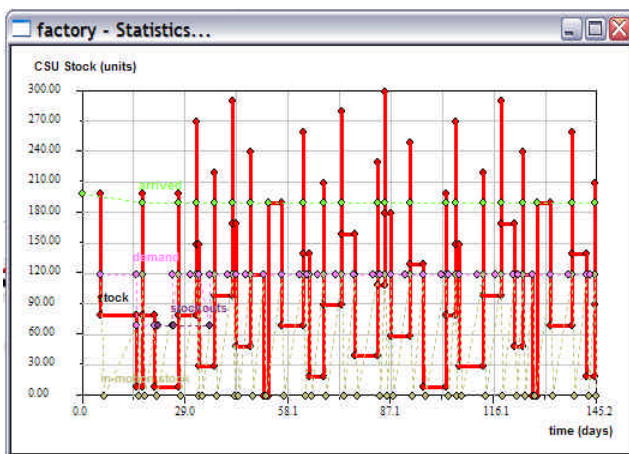 factory - Statistics...
CSU Stock (units)
300.00
270.00
240.00
210.00
180.00
150.00
120.00
90.00
60.00
30.00
0.00
arrived
demand
stock
stockouts
0.0 29.0 58.1 87.1 116.1 145.2
time (days)